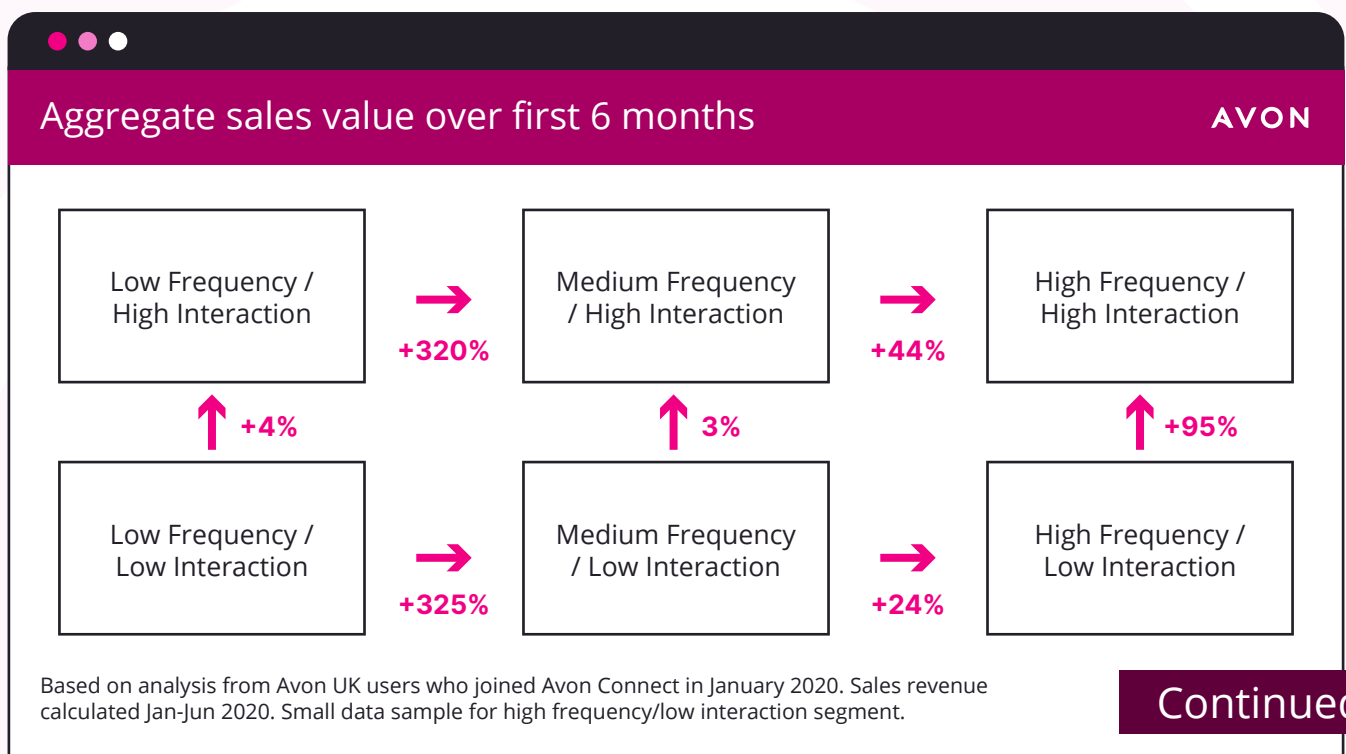 Aggregate sales value over first 6 months
AVON
Low Frequency /
High Interaction
+320%
Medium Frequency
/ High Interaction
+44%
High Frequency /
High Interaction
+4%
3%
+95%
Low Frequency /
Low Interaction
+325%
Medium Frequency
/ Low Interaction
+24%
High Frequency /
Low Interaction
Based on analysis from Avon UK users who joined Avon Connect in January 2020. Sales revenue
calculated Jan-Jun 2020. Small data sample for high frequency/low interaction segment.
Continued